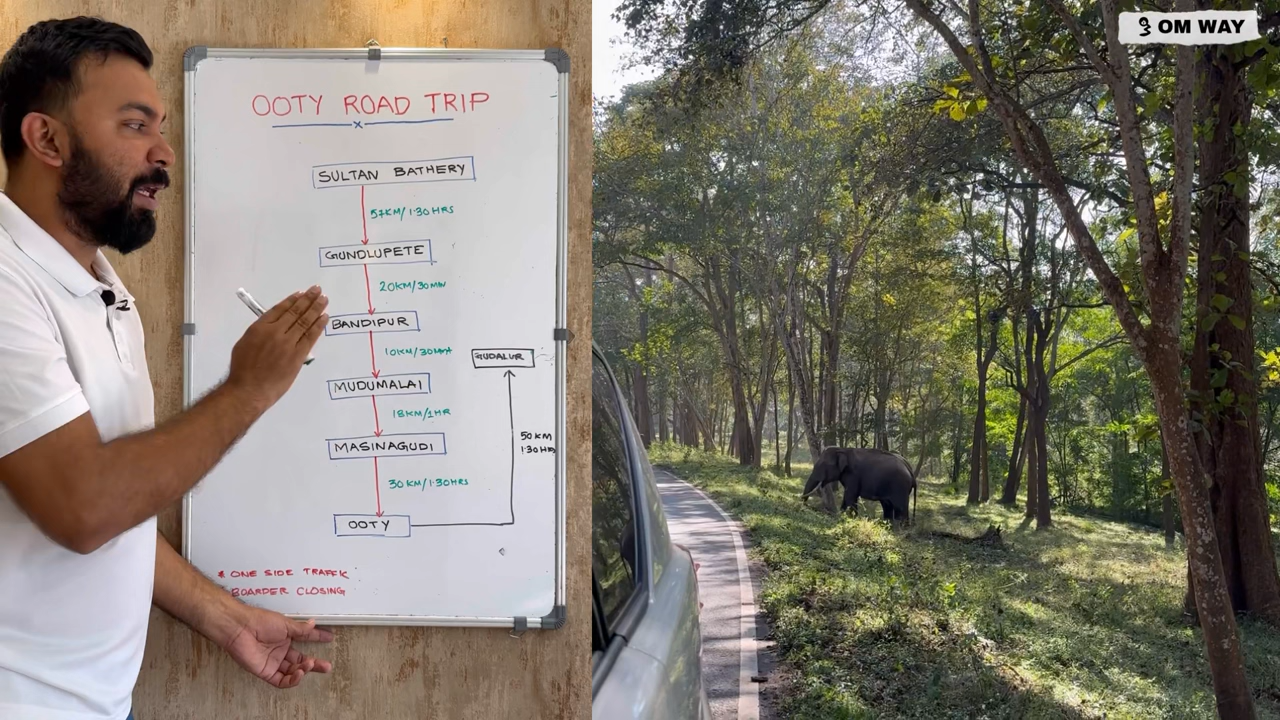 OM WAY
OOTY ROAD TRIP
SULTAN BATHERY
57KM/1:30HRS
GUNDLUPETE
20KM/30MIN
BANDIPUR
10KM/30MIN
MUDUMALAI
18KM/1HR
MASINAGUDI
30KM/1:30HRS
OOTY
GUDALUR
50KM
1:30HR
* ONE SIDE TRAFFIC
BOARDER CLOSING